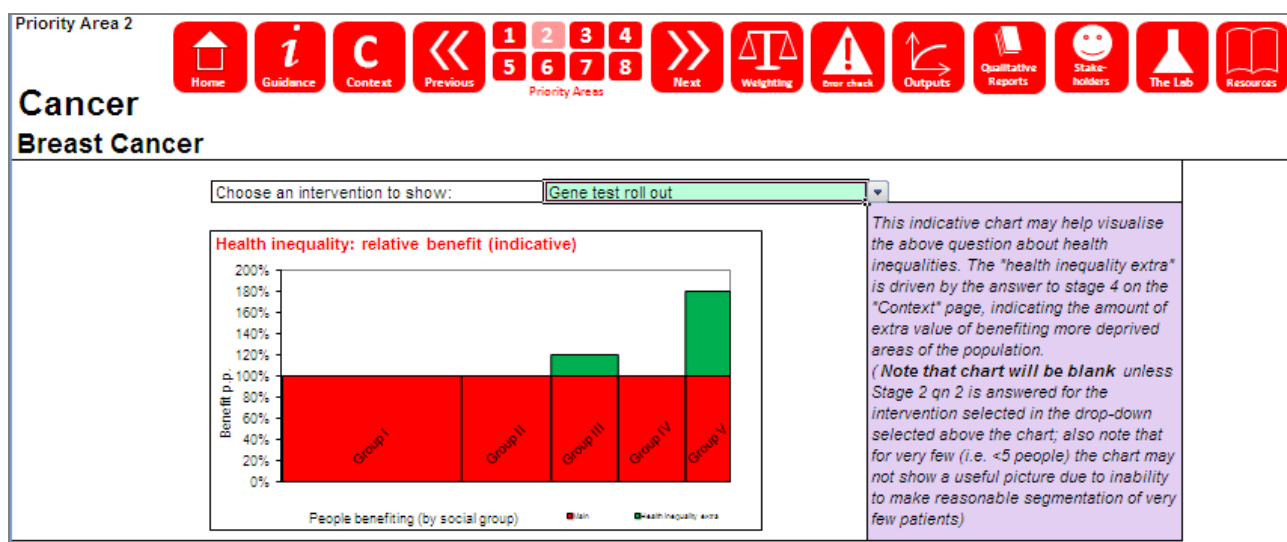 Priority Area 2
Home
i
Guidance
C
Context
Previous
1 2 3 4
5 6 7 8
Priority Areas
Next
Weighting
Error check
Outputs
Qualitative
Reports
Stake-
holders
The Lab
Resources
Cancer
Breast Cancer
Choose an intervention to show:
Gene test roll out
Health inequality: relative benefit (indicative)
200%
180%
160%
140%
120%
100%
80%
60%
40%
20%
0%
Benefit p.p.
Group I
Group II
Group III
Group IV
Group V
People benefiting (by social group)
Main
Health inequality extra
This indicative chart may help visualise
the above question about health
inequalities. The "health inequality extra"
is driven by the answer to stage 4 on the
"Context" page, indicating the amount of
extra value of benefiting more deprived
areas of the population.
( Note that chart will be blank unless
Stage 2 qn 2 is answered for the
intervention selected in the drop-down
selected above the chart; also note that
for very few (i.e. <5 people) the chart may
not show a useful picture due to inability
to make reasonable segmentation of very
few patients)